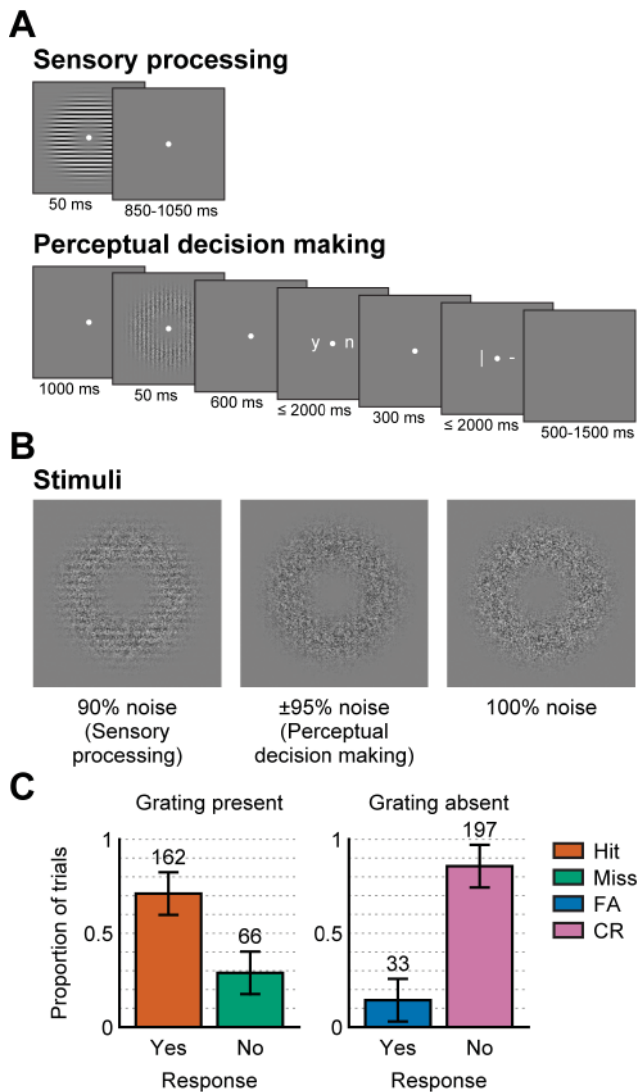 A
Sensory processing
50 ms
850-1050 ms
Perceptual decision making
y n
| -
1000 ms
50 ms
600 ms
≤ 2000 ms
300 ms
≤ 2000 ms
500-1500 ms
B
Stimuli
90% noise
(Sensory
processing)
±95% noise
(Perceptual
decision making)
100% noise
C
Grating present
Grating absent
Proportion of trials
1
0.5
0
162
66
Yes No
Response
1
0.5
0
33
197
Yes No
Response
Hit
Miss
FA
CR